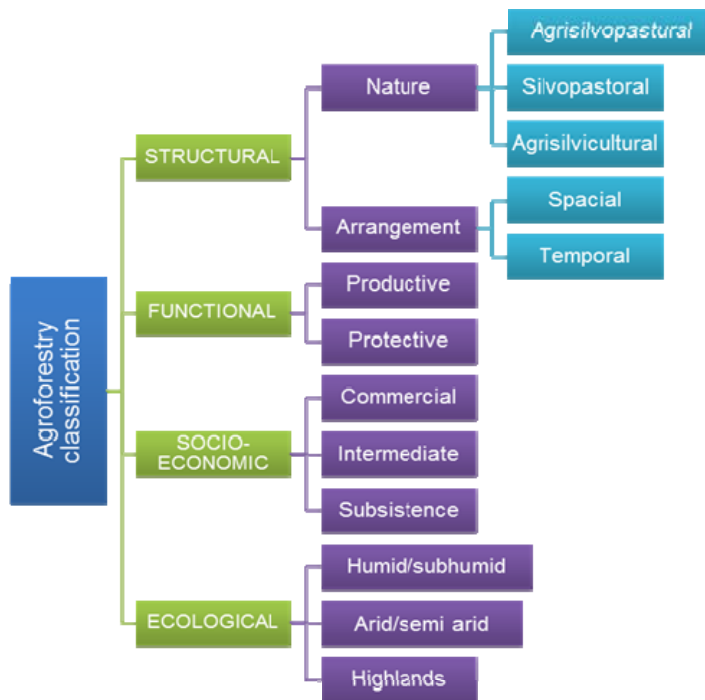 Agroforestry
classification
STRUCTURAL
Nature
Agrisilvopastural
Silvopastoral
Agrisilvicultural
Arrangement
Spacial
Temporal
FUNCTIONAL
Productive
Protective
SOCIO-
ECONOMIC
Commercial
Intermediate
Subsistence
ECOLOGICAL
Humid/subhumid
Arid/semi arid
Highlands